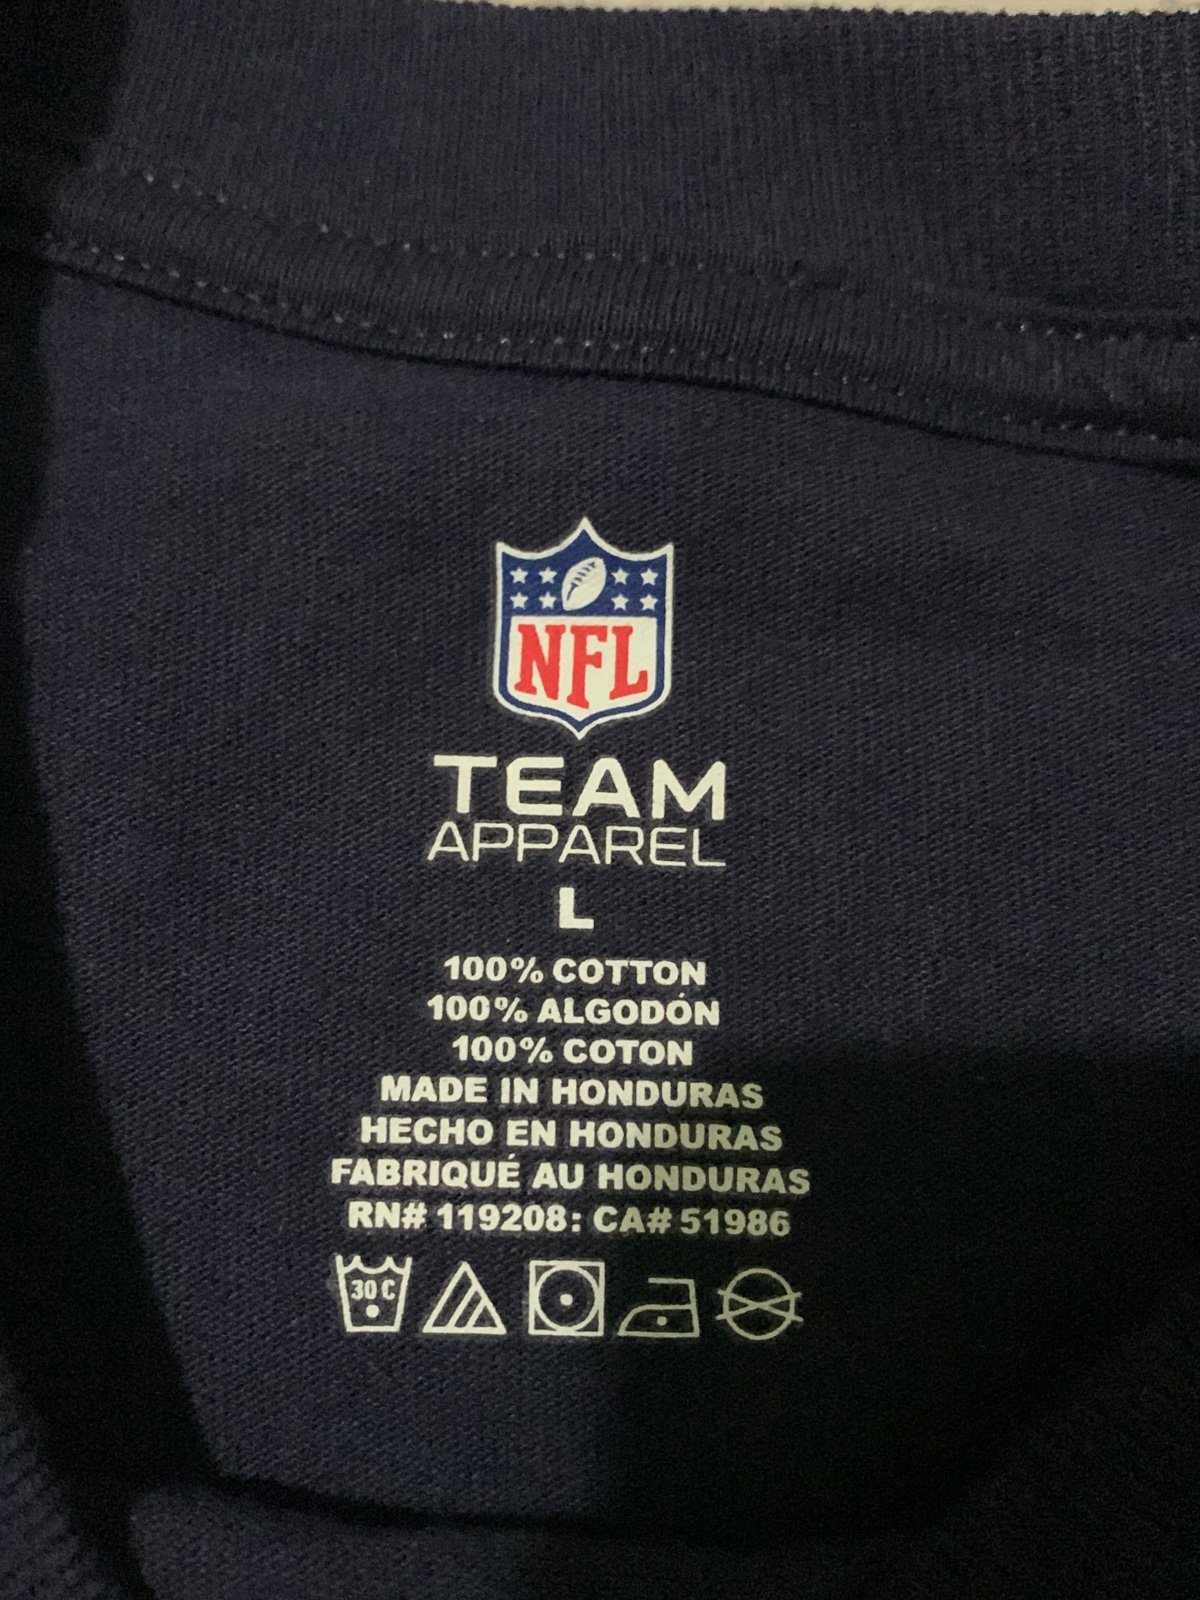 NFL
TEAM
APPAREL
L
100% COTTON
100% ALGODÓN
100% COTON
MADE IN HONDURAS
HECHO EN HONDURAS
FABRIQUÉ AU HONDURAS
RN# 119208: CA# 51986
30 C